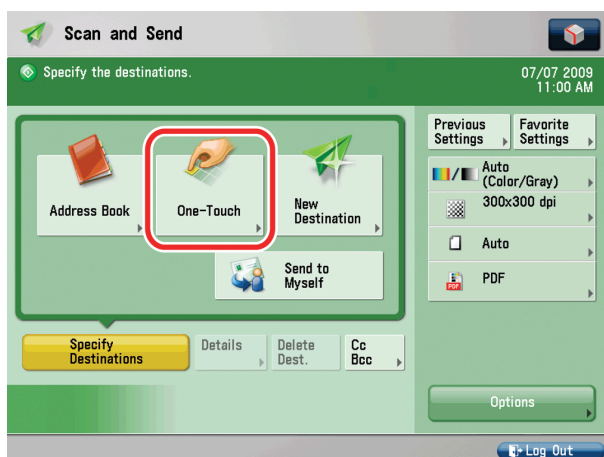 Scan and Send
Specify the destinations.
07/07 2009
11:00 AM
Previous
Settings
Favorite
Settings
Address Book
One-Touch
New
Destination
Send to
Myself
Auto
(Color/Gray)
300x300 dpi
Auto
PDF
PDF
Specify
Destinations
Details
Delete
Dest.
Cc
Bcc
Options
Log Out